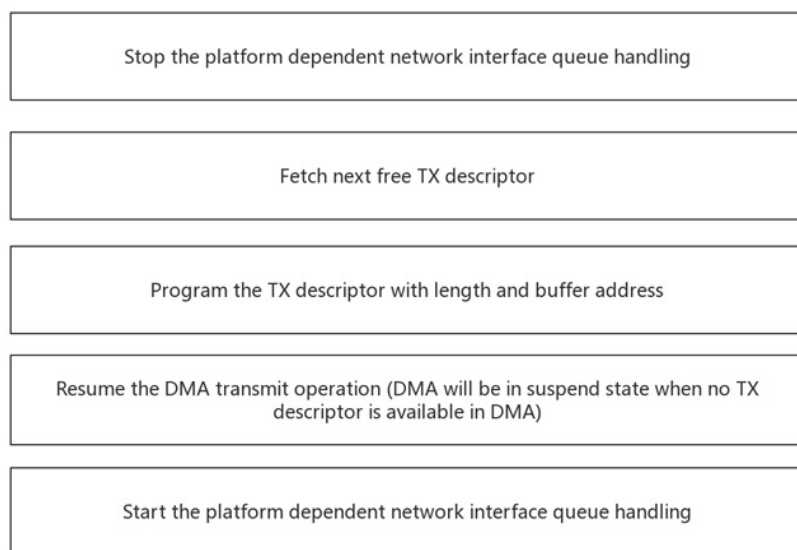 Stop the platform dependent network interface queue handling
Fetch next free TX descriptor
Program the TX descriptor with length and buffer address
Resume the DMA transmit operation (DMA will be in suspend state when no TX
descriptor is available in DMA)
Start the platform dependent network interface queue handling